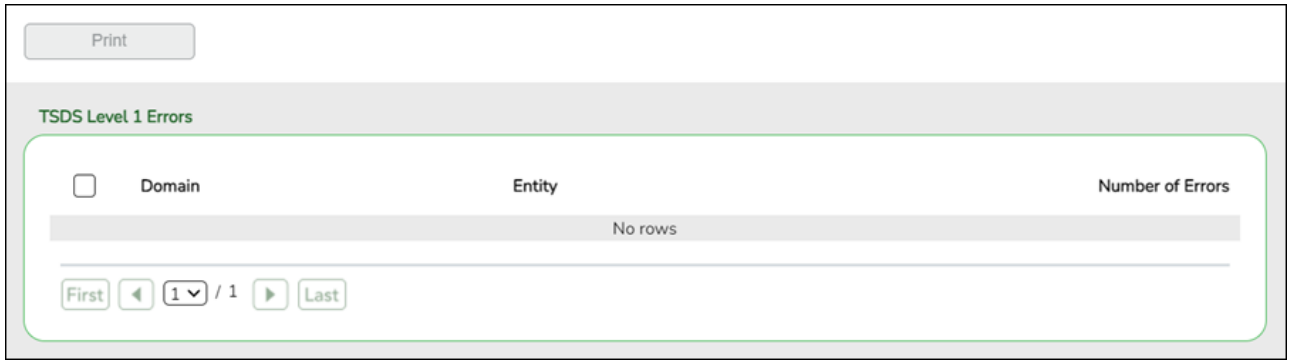 Print
TSDS Level 1 Errors
Domain Entity Number of Errors
No rows
First 1 / 1 Last